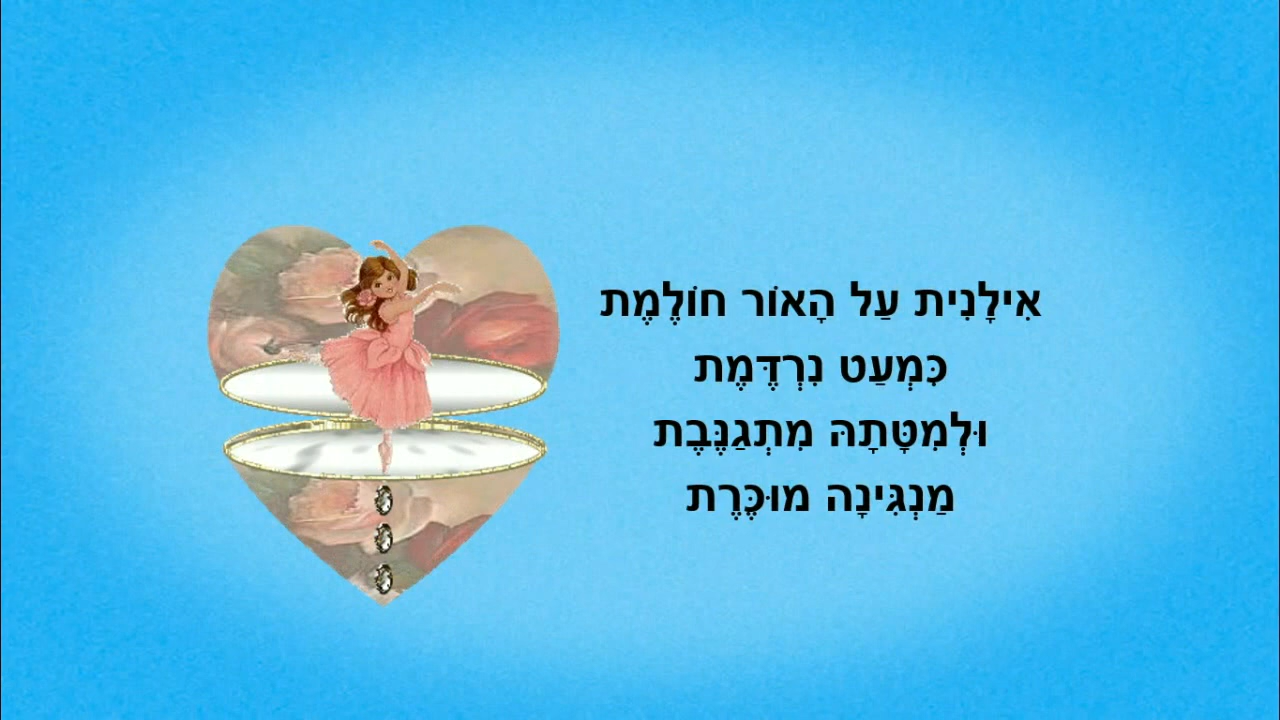 אִילָנִית עַל הָאוֹר חוֹלֶמֶת
כִּמְעַט נִרְדֶּמֶת
וּלְמִטָּתָהּ מִתְגַּנֶּבֶת
מַנְגִּינָה מוּכֶּרֶת